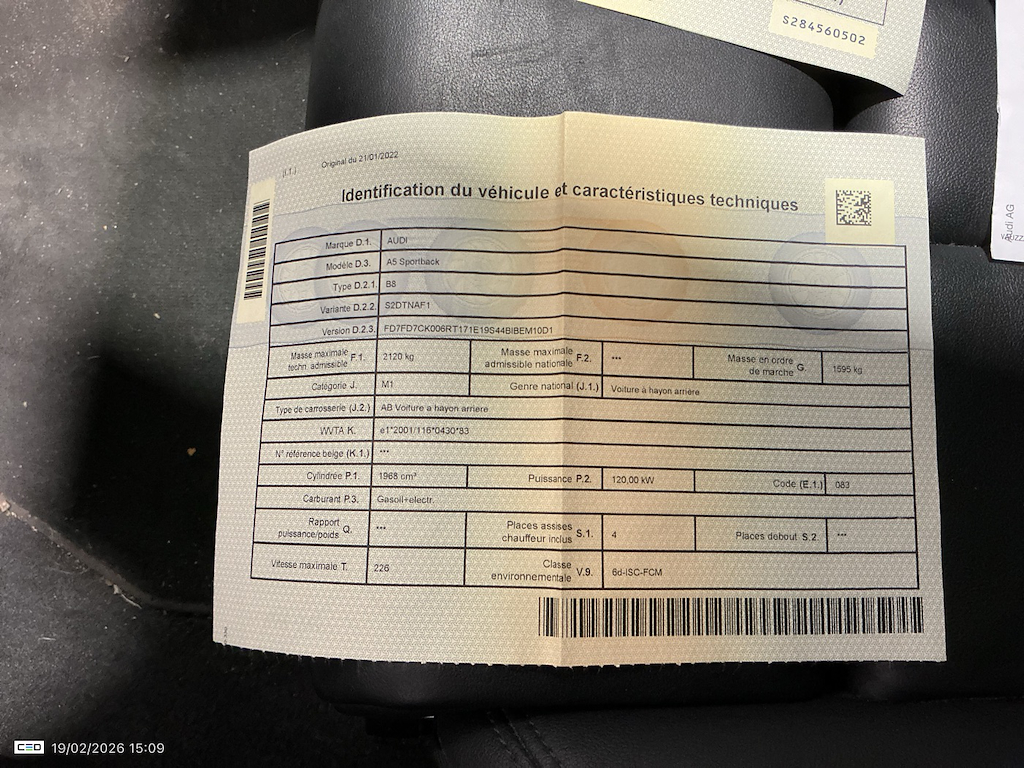 S284560502
Audi AG
(.1.)
Original du 21/01/2022
Identification du véhicule et caractéristiques techniques
Marque D.1. AUDI
Modèle D.3. A5 Sportback
Type D.2.1. B8
Variante D.2.2. S2DTNAF1
Version D.2.3. FD7FD7CK006RT171E19S44BIBEM10D1
Masse maximale techn. admissible F.1. 2120 kg Masse maximale admissible nationale F.2. *** Masse en ordre de marche G. 1595 kg
Catégorie J. M1 Genre national (J.1.) Voiture à hayon arrière
Type de carrosserie (J.2.) AB Voiture à hayon arrière
WVTA K. e1*2001/116*0430*83
N° référence belge (K.1.) ***
Cylindrée P.1. 1968 cm³ Puissance P.2. 120,00 kW Code (E.1.) 083
Carburant P.3. Gasoil+electr.
Rapport puissance/poids Q. *** Places assises chauffeur inclus S.1. 4 Places debout S.2. ***
Vitesse maximale T. 226 Classe environnementale V.9. 6d-ISC-FCM
CEO 19/02/2026 15:09